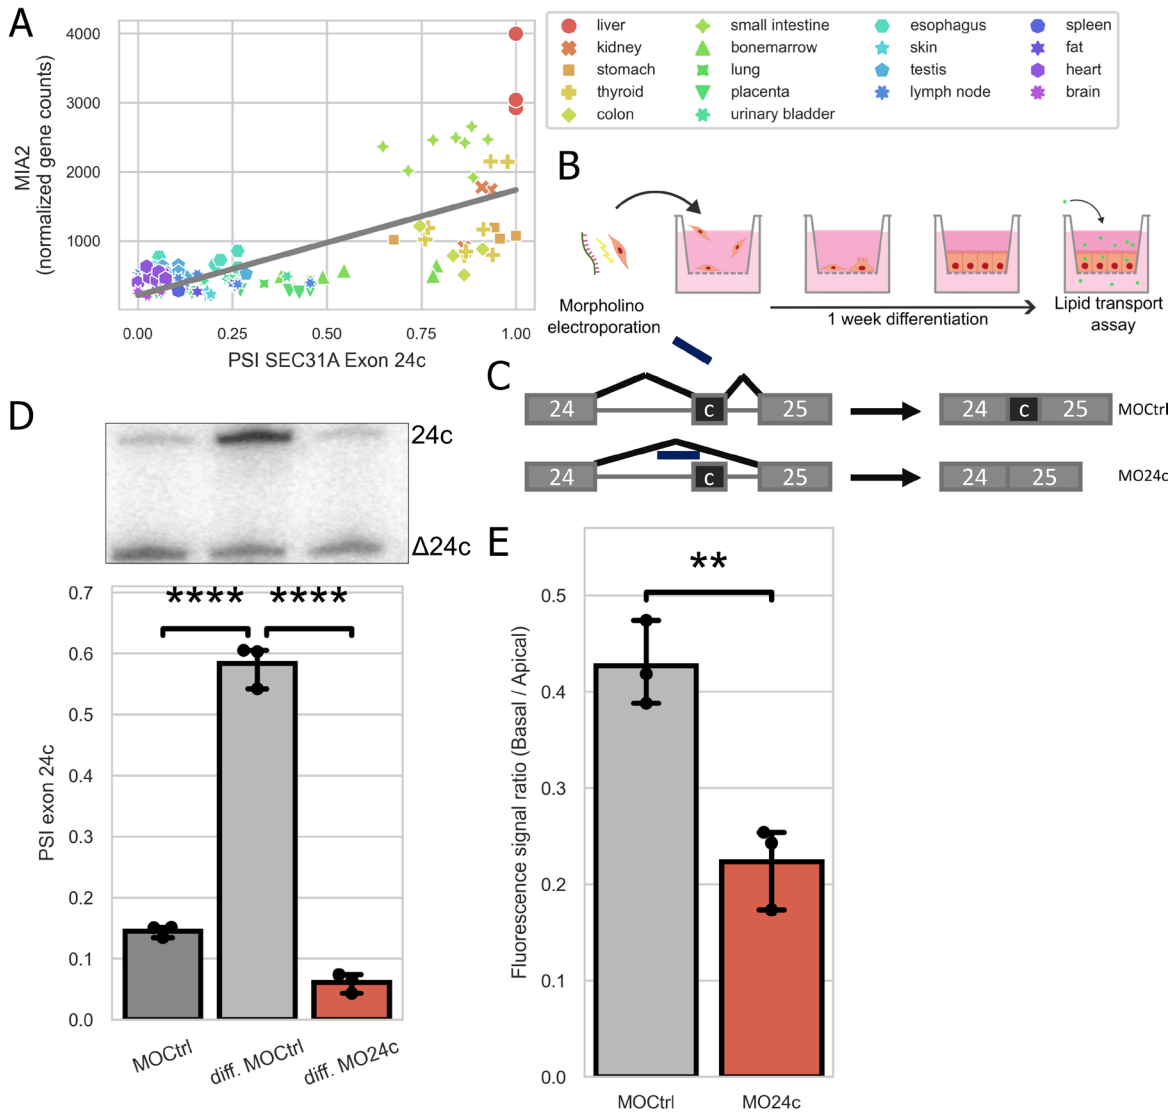 A
MIA2
(normalized gene counts)
4000
3000
2000
1000
0.00
0.25
0.50
0.75
1.00
PSI SEC31A Exon 24c
liver
kidney
stomach
thyroid
colon
small intestine
bonemarrow
lung
placenta
urinary bladder
esophagus
skin
testis
lymph node
spleen
fat
heart
brain
B
Morpholino
electroporation
1 week differentiation
Lipid transport
assay
C
24
c
25
24
c
25
MOCtrl
24
c
25
24
25
MO24c
D
24c
Δ24c
PSI exon 24c
0.7
0.6
0.5
0.4
0.3
0.2
0.1
0.0
****
****
MOCtrl
diff. MOCtrl
diff. MO24c
E
Fluorescence signal ratio (Basal / Apical)
0.5
0.4
0.3
0.2
0.1
0.0
**
MOCtrl
MO24c